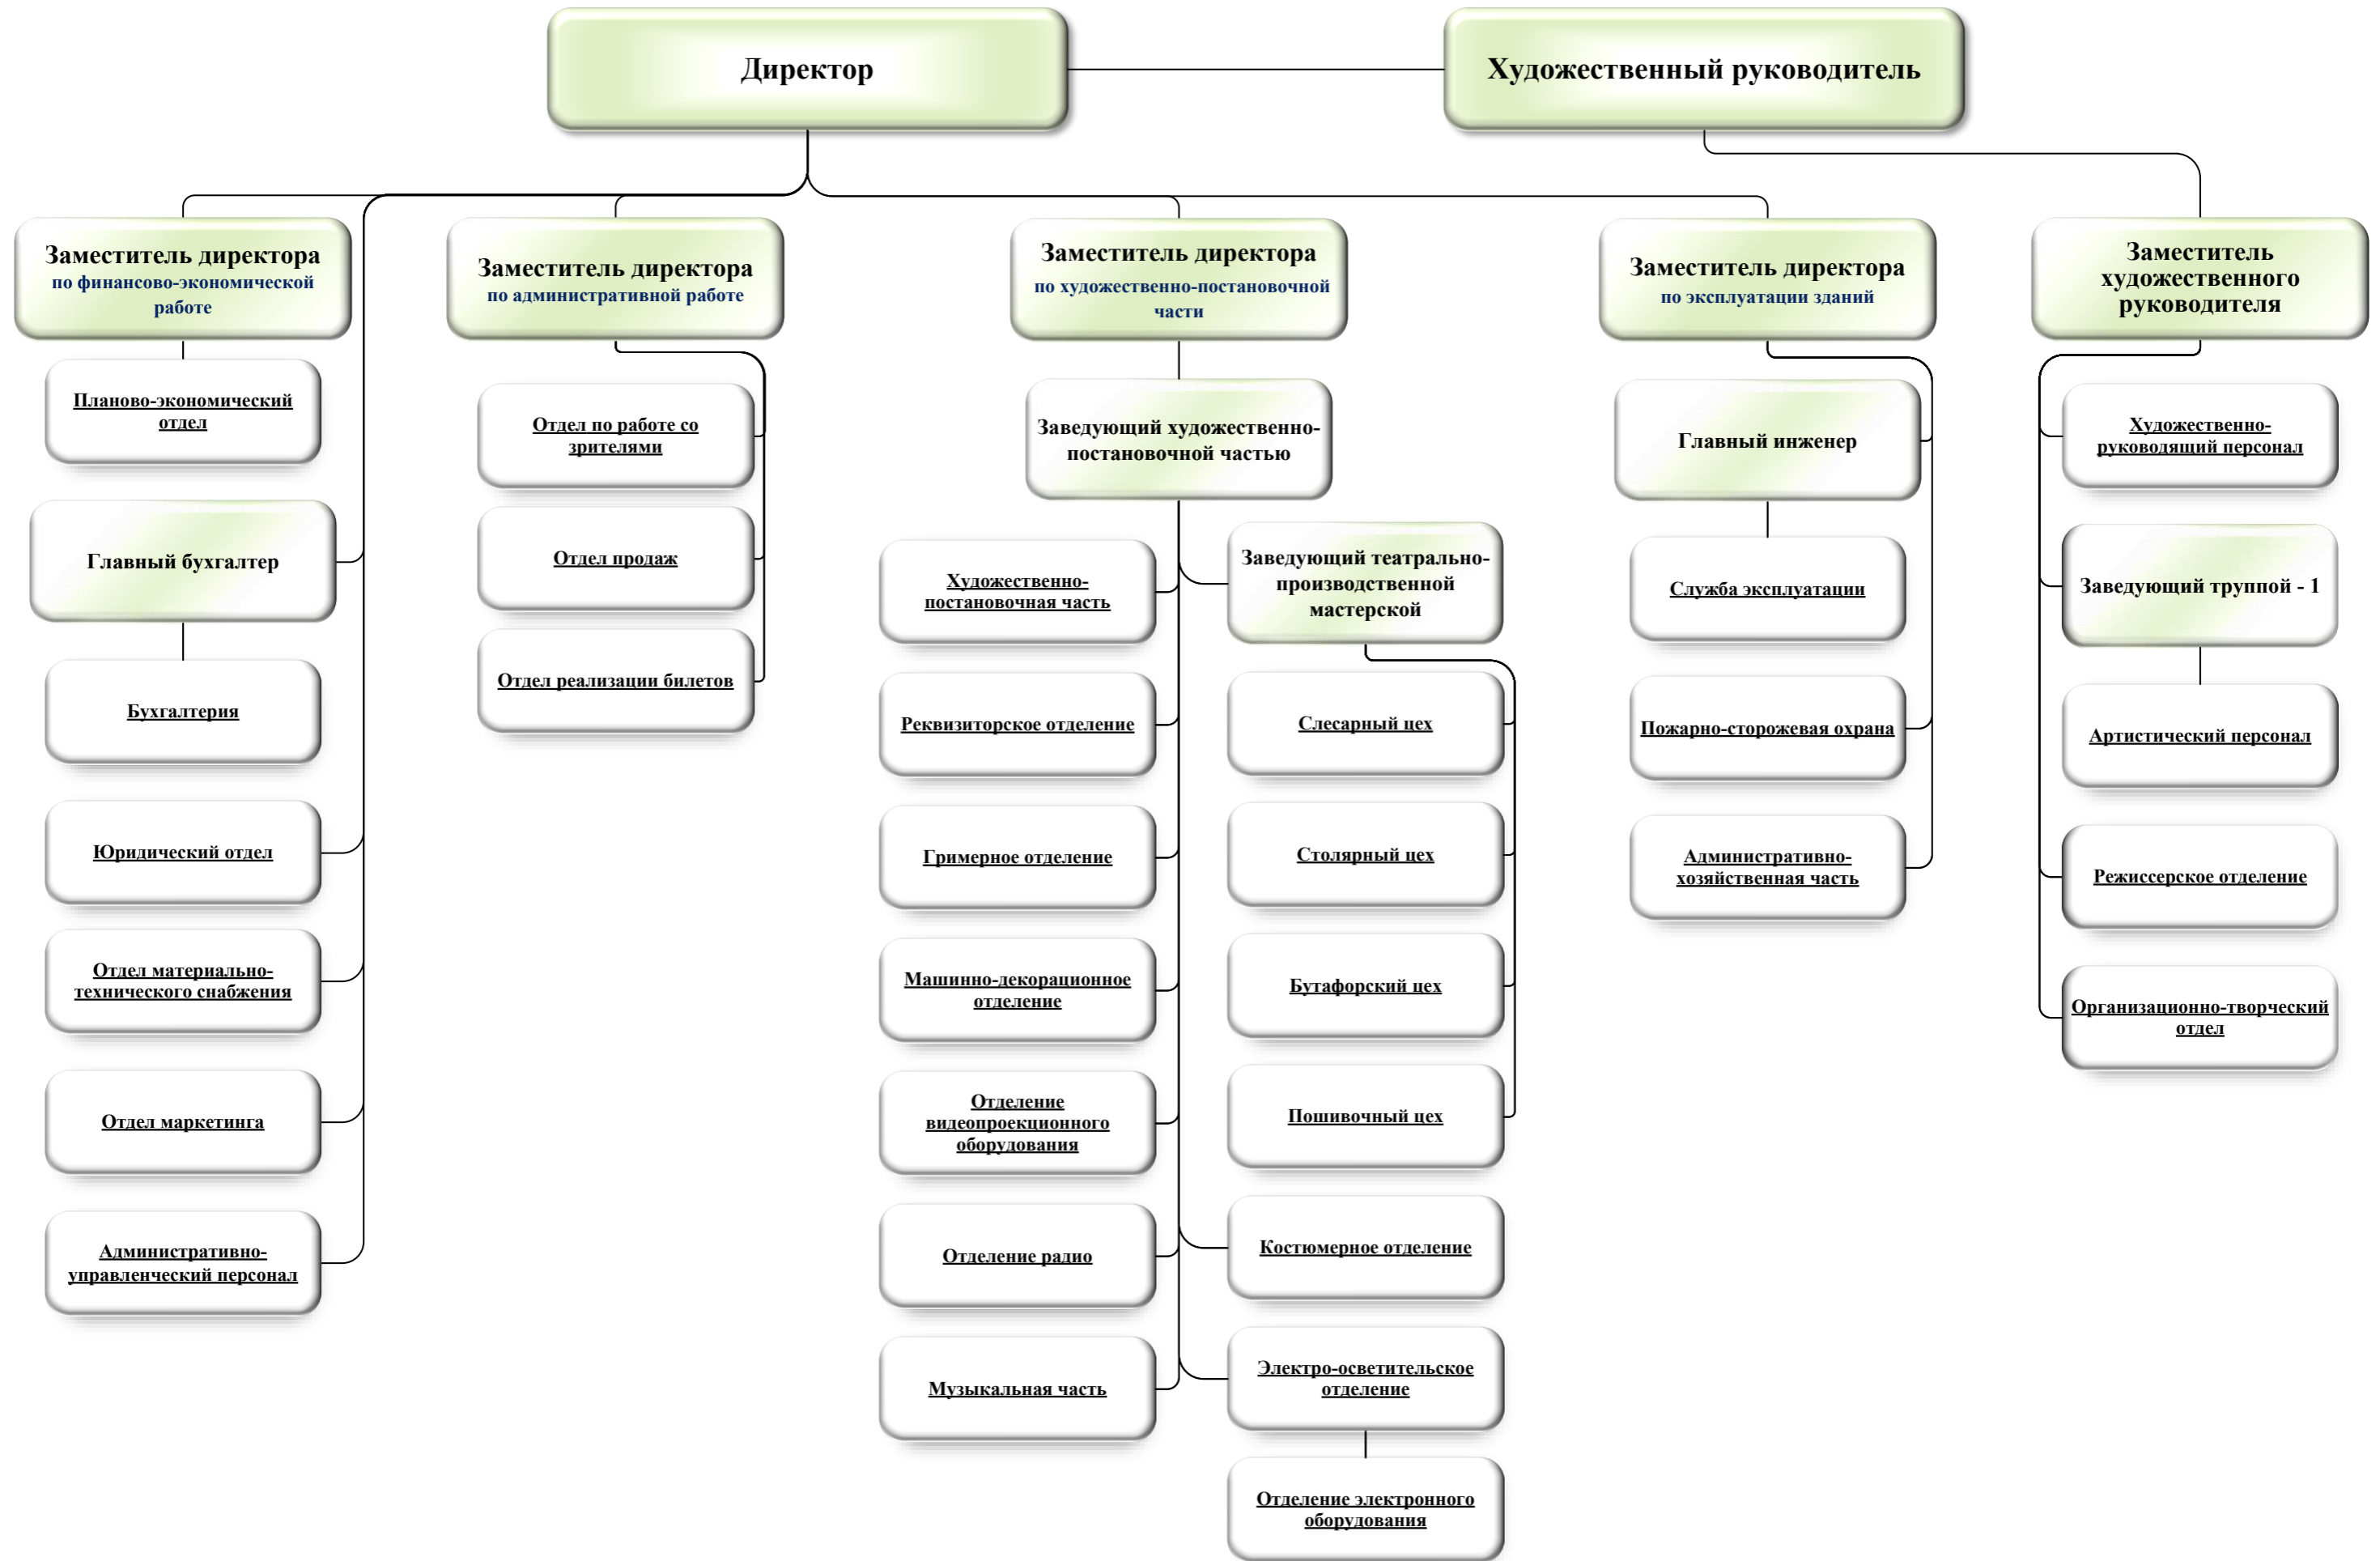 Директор
Художественный руководитель
Заместитель директора
по финансово-экономической
работе
Заместитель директора
по административной работе
Заместитель директора
по художественно-постановочной
части
Заместитель директора
по эксплуатации зданий
Заместитель
художественного
руководителя
Планово-экономический
отдел
Главный бухгалтер
Бухгалтерия
Юридический отдел
Отдел материально-
технического снабжения
Отдел маркетинга
Административно-
управленческий персонал
Отдел по работе со
зрителями
Отдел продаж
Отдел реализации билетов
Заведующий художественно-
постановочной частью
Художественно-
постановочная часть
Реквизиторское отделение
Гримерное отделение
Машинно-декорационное
отделение
Отделение
видеопроекционного
оборудования
Отделение радио
Музыкальная часть
Заведующий театрально-
производственной
мастерской
Слесарный цех
Столярный цех
Бутафорский цех
Пошивочный цех
Костюмерное отделение
Электро-осветительское
отделение
Отделение электронного
оборудования
Главный инженер
Служба эксплуатации
Пожарно-сторожевая охрана
Административно-
хозяйственная часть
Художественно-
руководящий персонал
Заведующий труппой - 1
Артистический персонал
Режиссерское отделение
Организационно-творческий
отдел